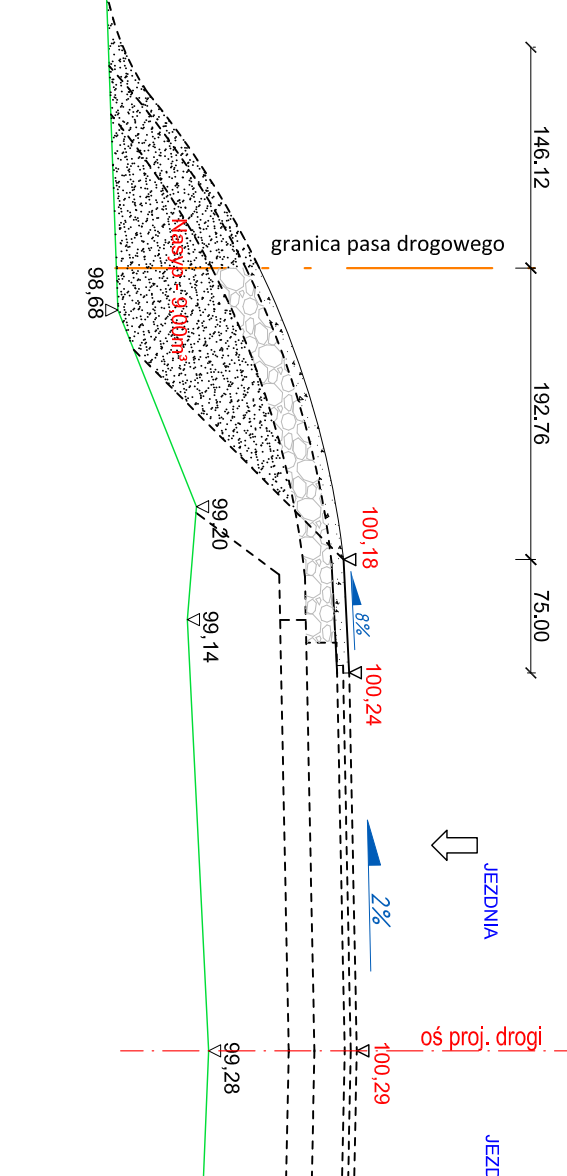 146.12
granica pasa drogowego
Nasyp - 9.00m³
98,68
192.76
99,20
100,18
8%
75.00
99,14
100,24
JEZDNIA
2%
oś proj. drogi
99,28
100,29
JEZD